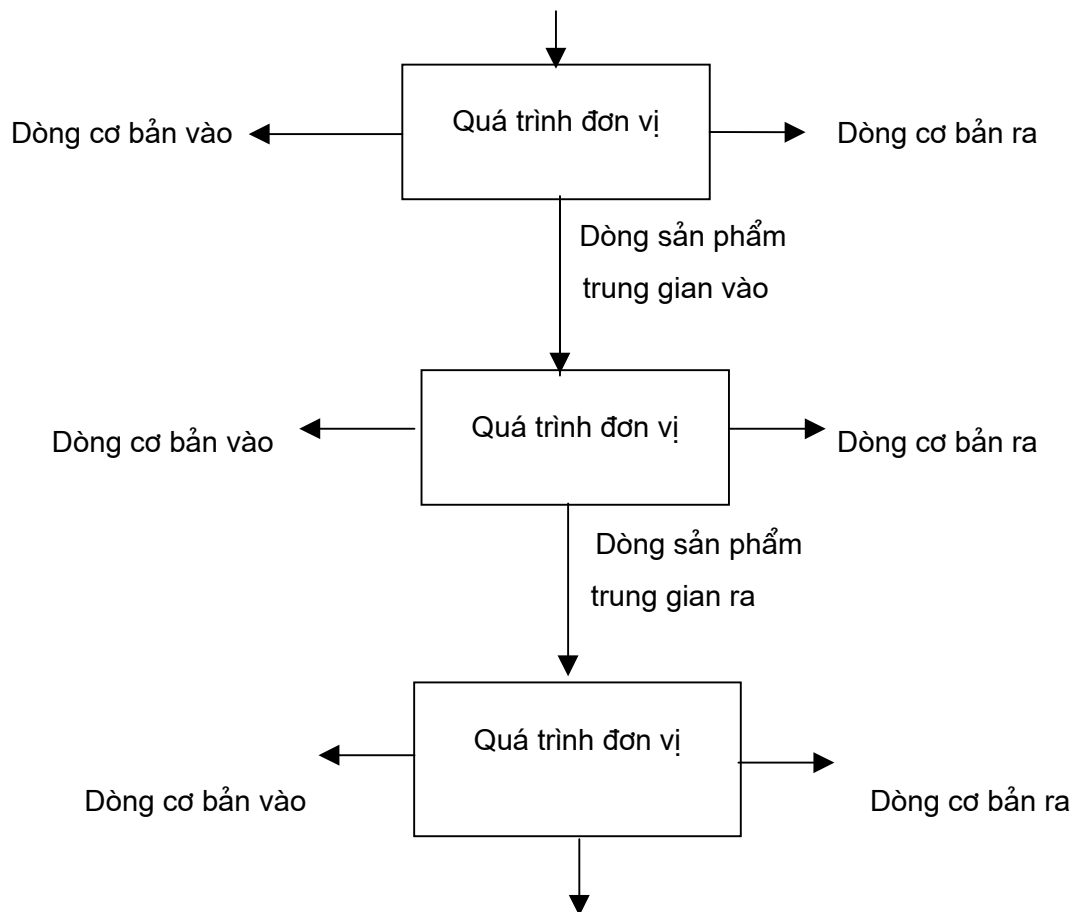 Quá trình đơn vị
Dòng cơ bản vào
Dòng cơ bản ra
Dòng sản phẩm
trung gian vào
Quá trình đơn vị
Dòng cơ bản vào
Dòng cơ bản ra
Dòng sản phẩm
trung gian ra
Quá trình đơn vị
Dòng cơ bản vào
Dòng cơ bản ra